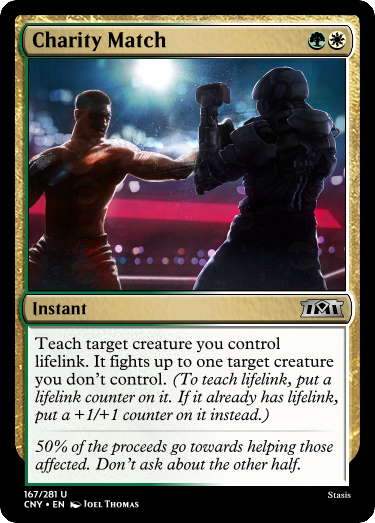 Charity Match
Instant
Teach target creature you control
lifelink. It fights up to one target creature
you don't control. (To teach lifelink, put a
lifelink counter on it. If it already has lifelink,
put a +1/+1 counter on it instead.)
50% of the proceeds go towards helping those
affected. Don't ask about the other half.
167/281 U
Stasis
CNY • EN Joel Thomas